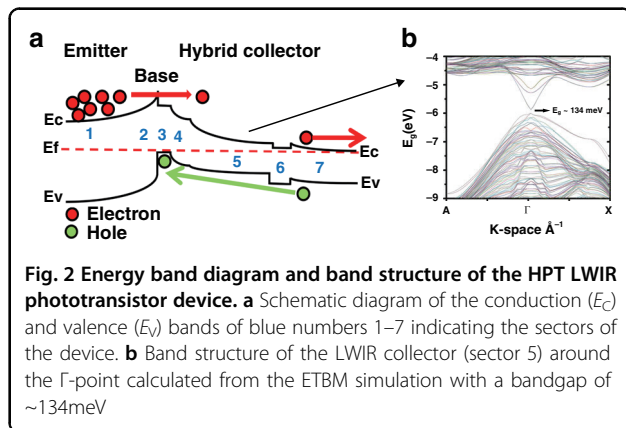 a
Emitter Hybrid collector
Base
Ec
1
2 3 4
Ef
5 6 7
Ec
Ev
Ev
Electron
Hole
b
-4
-5
-6
-7
-8
-9
Eg(eV)
Eg ~ 134 meV
A Γ X
K-space Å⁻¹
Fig. 2 Energy band diagram and band structure of the HPT LWIR
phototransistor device. a Schematic diagram of the conduction (EC)
and valence (EV) bands of blue numbers 1–7 indicating the sectors of
the device. b Band structure of the LWIR collector (sector 5) around
the Γ-point calculated from the ETBM simulation with a bandgap of
~134meV